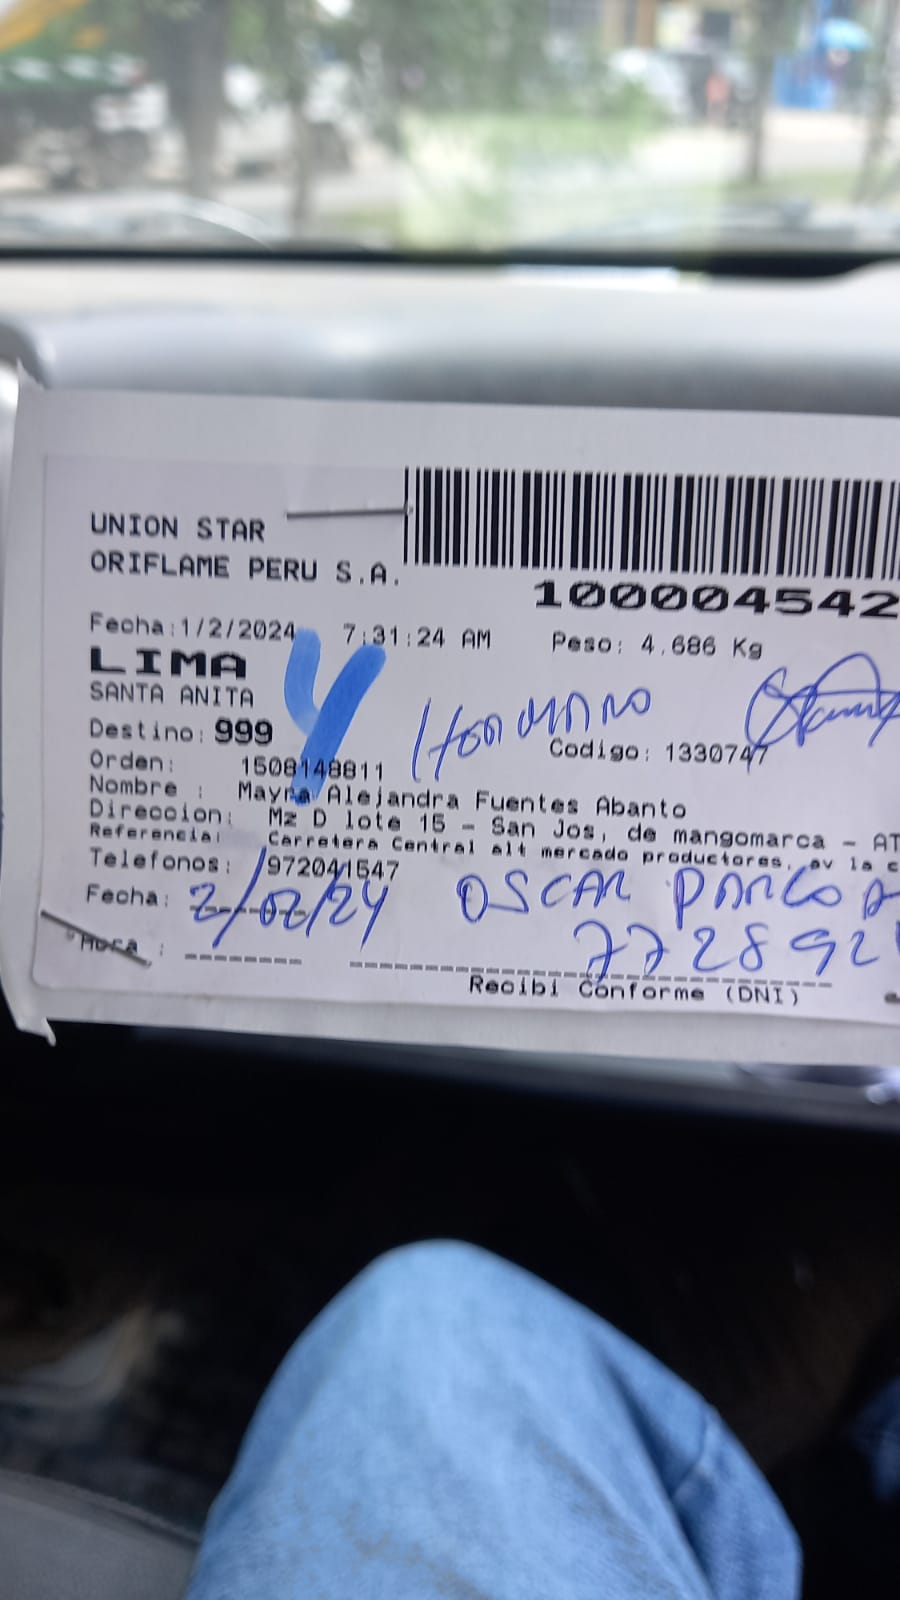 UNION STAR
ORIFLAME PERU S.A.
100004542
Fecha:1/2/2024 7:31:24 AM Peso: 4.686 Kg
LIMA
SANTA ANITA
HERMANO
Destino: 999
Codigo: 1330747
Orden: 1508148811
Nombre : Mayra Alejandra Fuentes Abanto
Direccion: Mz D lote 15 - San Jos, de mangomarca - AT
Referencia: Carretera Central alt mercado productores, av la c
Telefonos: /972041547
Fecha: 2/02/24 OSCAR PARCO A
Hora : 772892
Recibi Conforme (DNI)